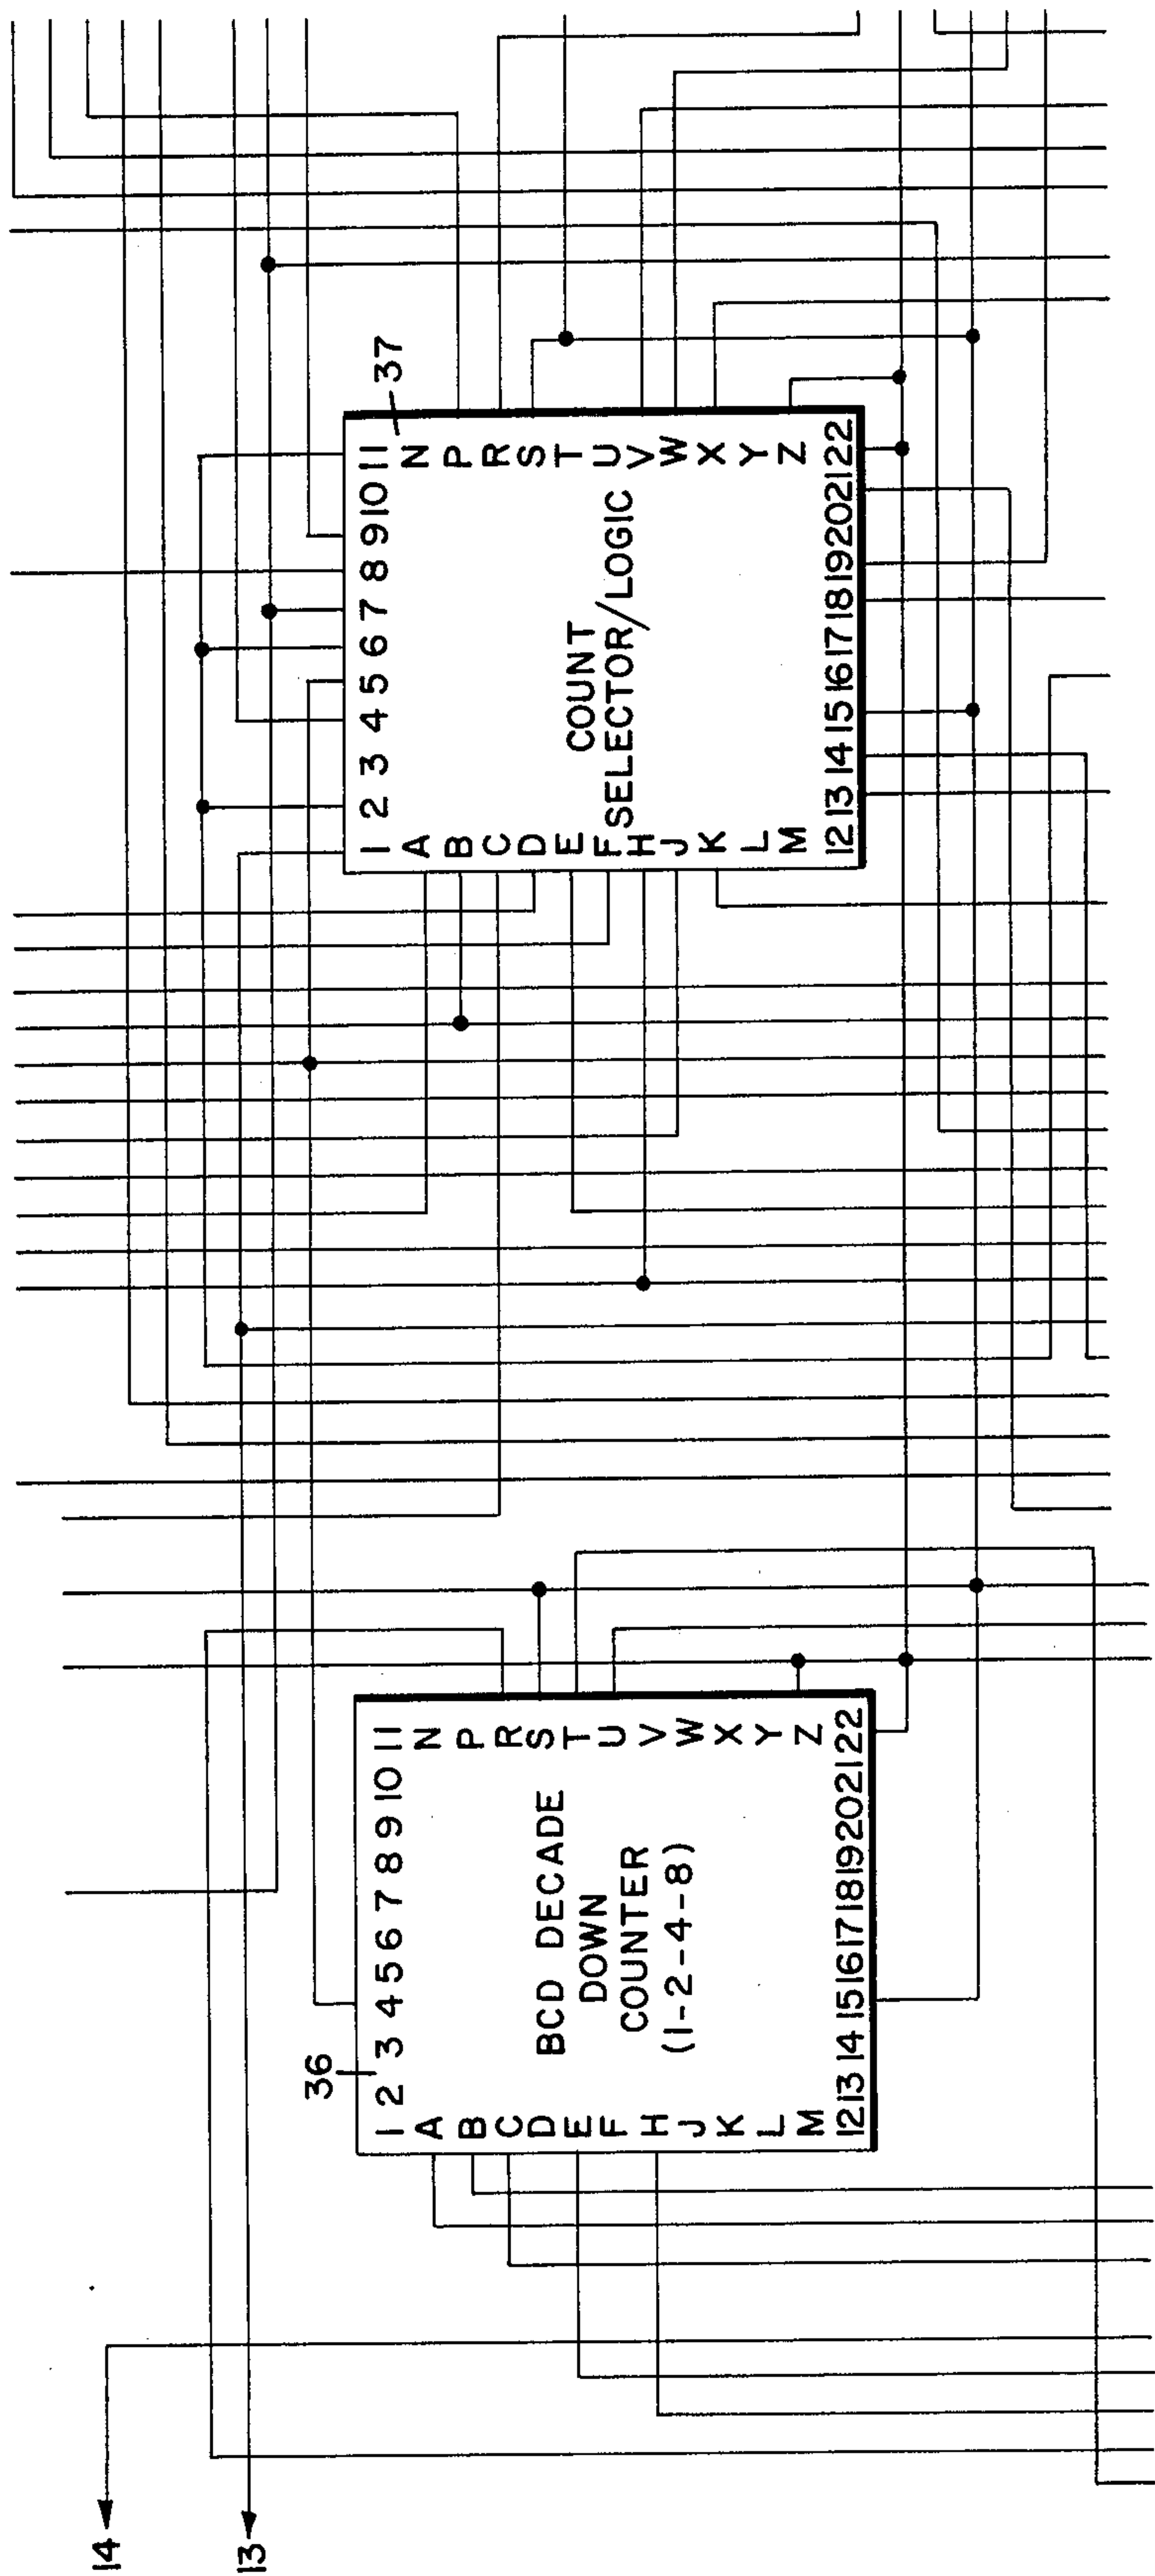 14
13
36
1 2 3 4 5 6 7 8 9 10 11
A N
B P
C R
D BCD DECADE S
E DOWN T
F COUNTER U
H (1-2-4-8) V
J W
K X
L Y
M Z
12 13 14 15 16 17 18 19 20 21 22
37
1 2 3 4 5 6 7 8 9 10 11
A N
B P
C R
D S
E COUNT T
F SELECTOR/LOGIC U
H V
J W
K X
L Y
M Z
12 13 14 15 16 17 18 19 20 21 22